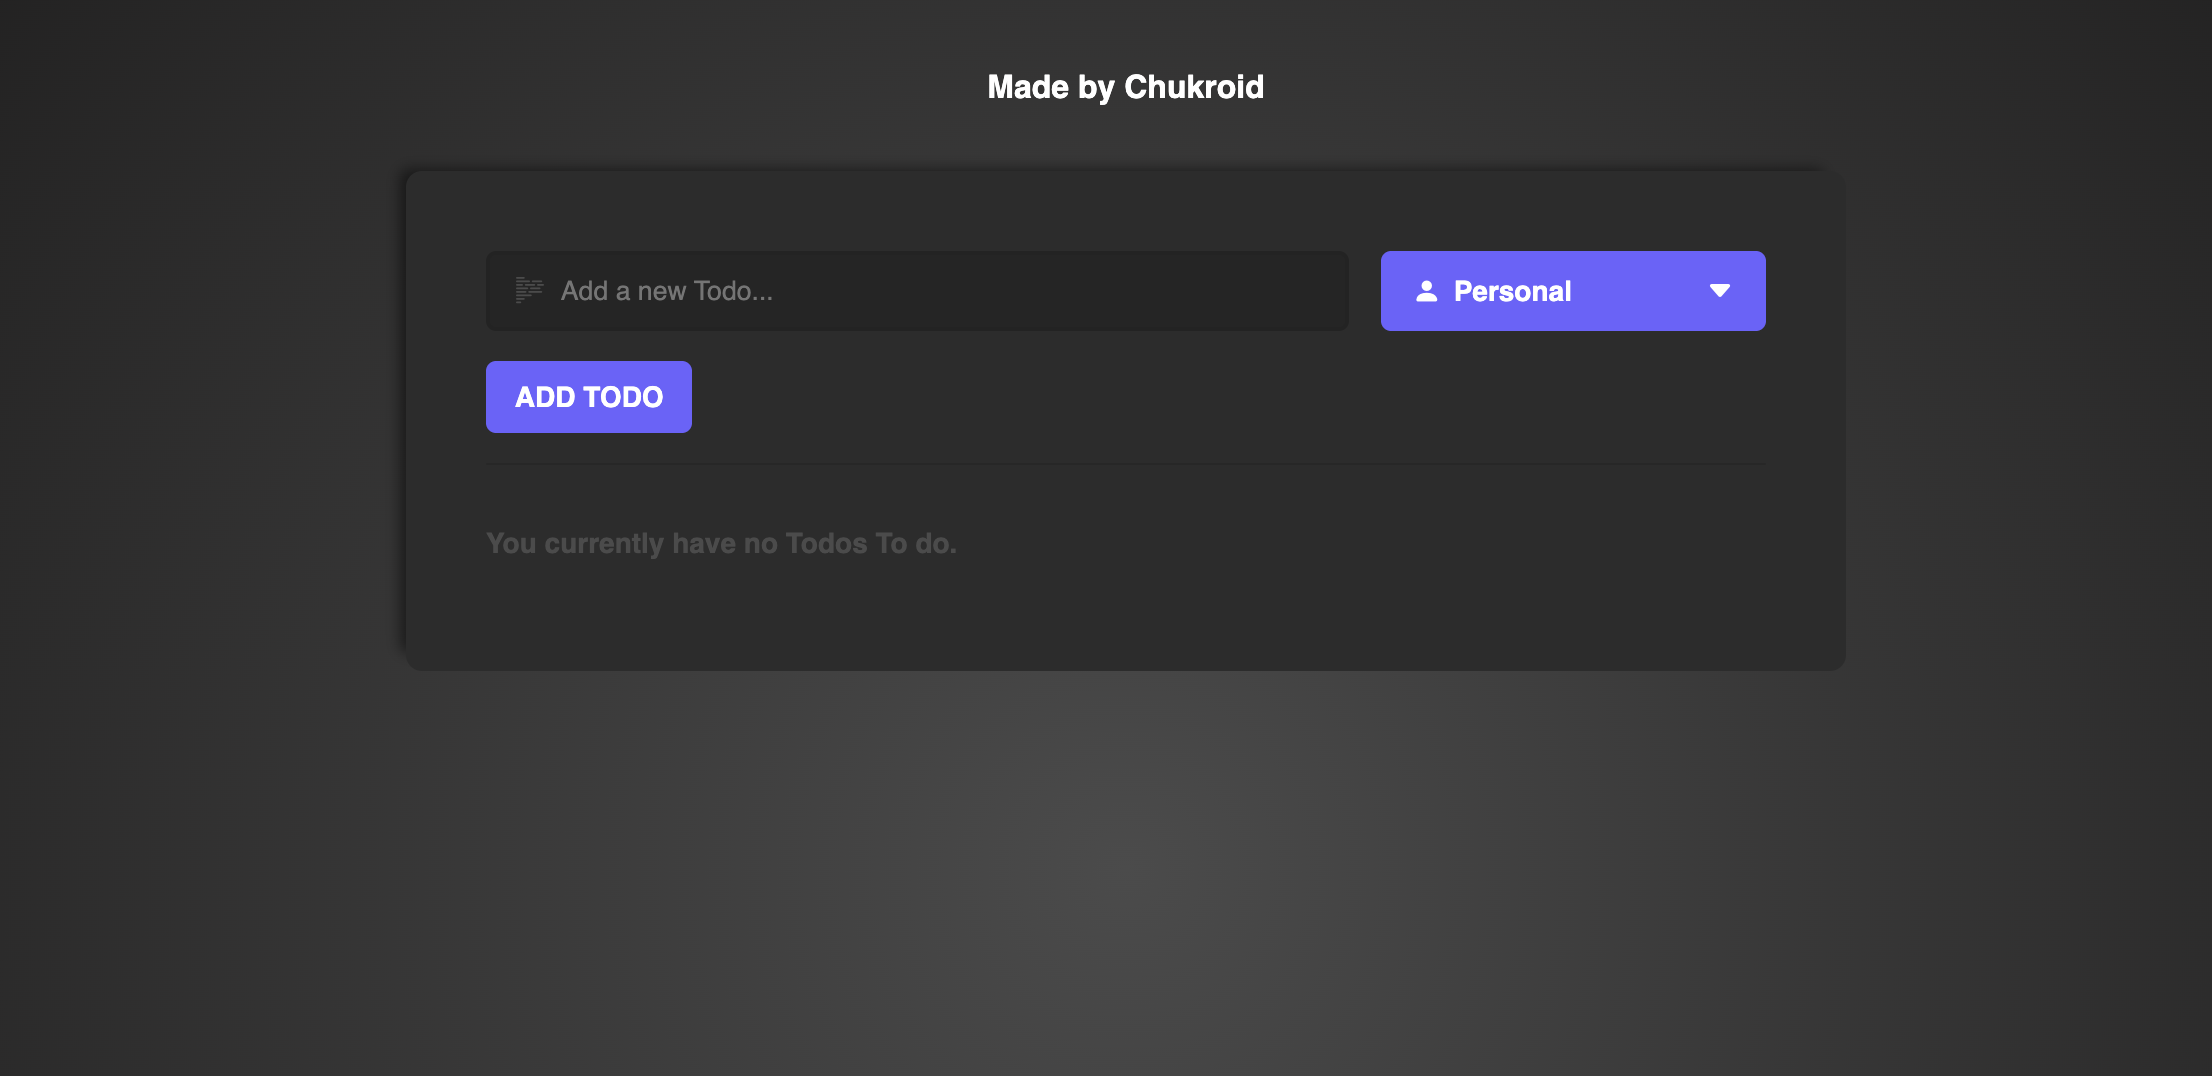 Made by Chukroid
Add a new Todo...
Personal
ADD TODO
You currently have no Todos To do.